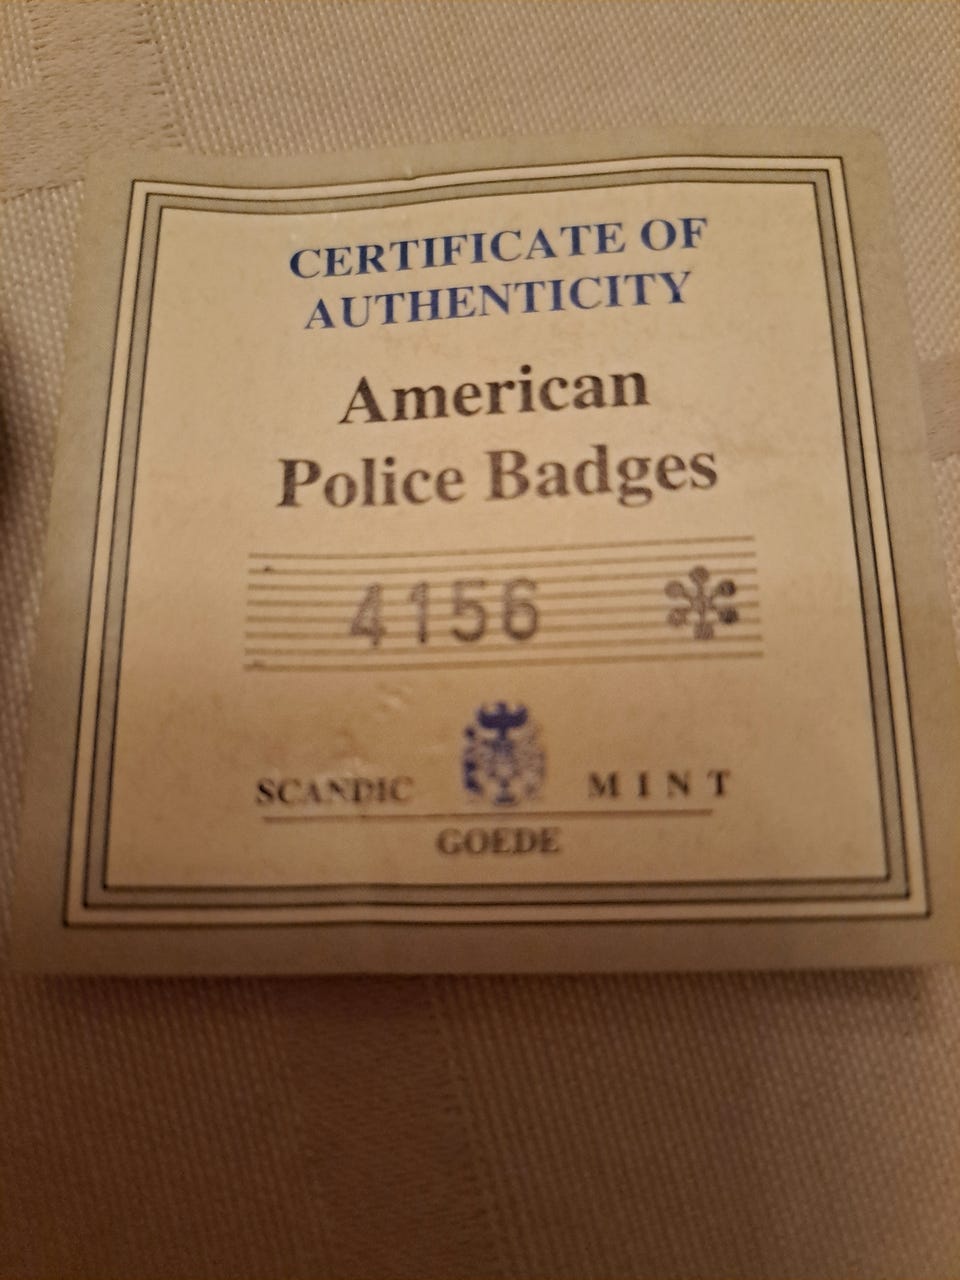 CERTIFICATE OF
AUTHENTICITY
American
Police Badges
4156 *
SCANDIC MINT
GOEDE